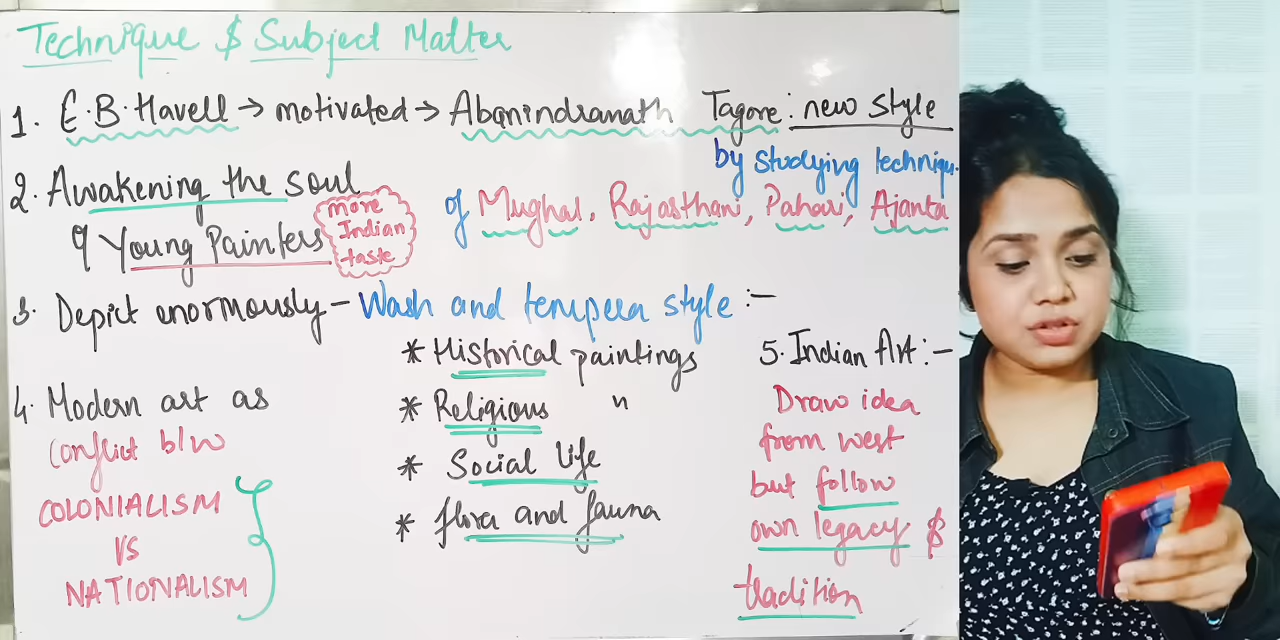 Technique & Subject Matter
1. E.B. Havell → motivated → Abanindranath Tagore: new style
by studying technique
of Mughal, Rajasthani, Pahari, Ajanta
2. Awakening the soul
of Young Painters
more
Indian
taste
3. Depict enormously - Wash and tempera style :-
* Historical paintings
* Religious "
* Social life
* flora and fauna
4. Modern art as
Conflict b/w
COLONIALISM
VS
NATIONALISM
5. Indian Art :-
Draw idea
from west
but follow
own legacy &
tradition